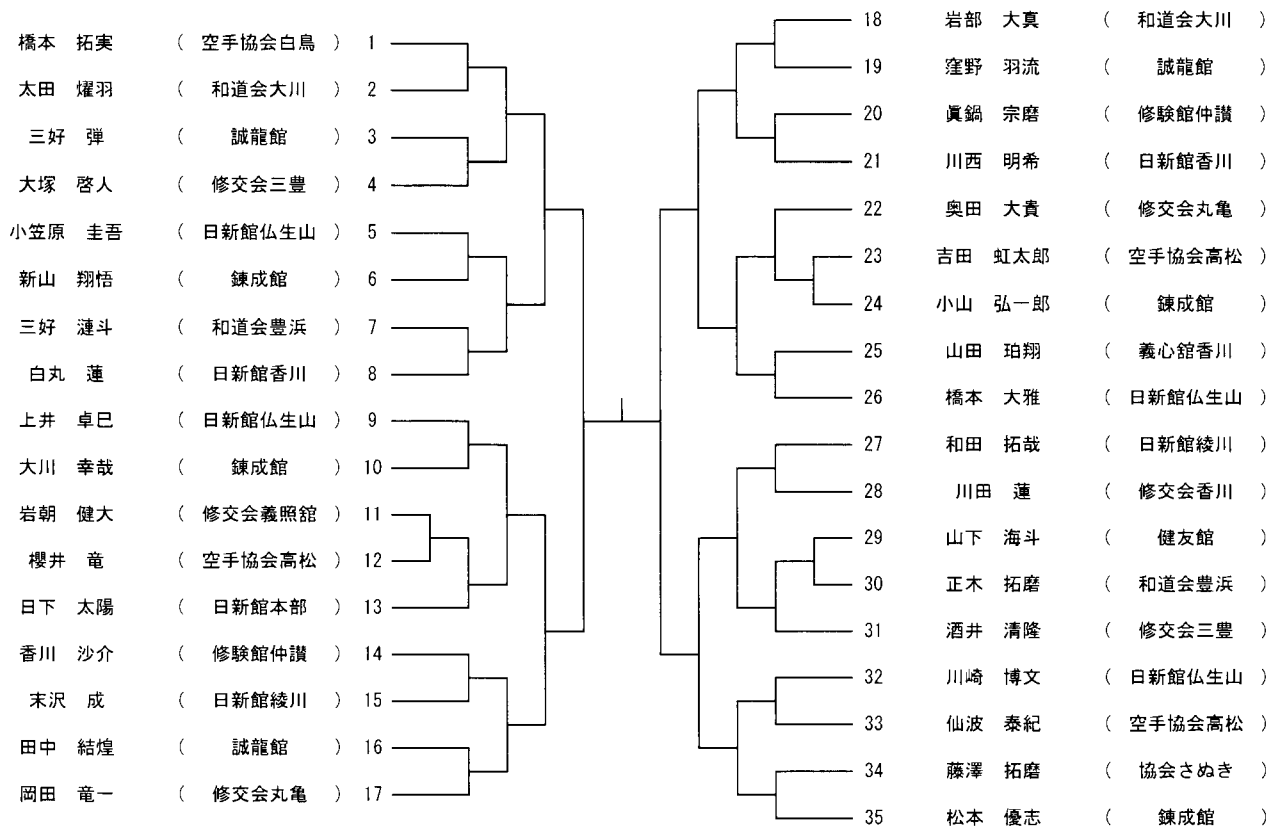 橋本 拓実 ( 空手協会白鳥 ) 1
太田 燿羽 ( 和道会大川 ) 2
三好 弾 ( 誠龍館 ) 3
大塚 啓人 ( 修交会三豊 ) 4
小笠原 圭吾 ( 日新館仏生山 ) 5
新山 翔悟 ( 錬成館 ) 6
三好 漣斗 ( 和道会豊浜 ) 7
白丸 蓮 ( 日新館香川 ) 8
上井 卓巳 ( 日新館仏生山 ) 9
大川 幸哉 ( 錬成館 ) 10
岩朝 健大 ( 修交会義照舘 ) 11
櫻井 竜 ( 空手協会高松 ) 12
日下 太陽 ( 日新館本部 ) 13
香川 沙介 ( 修験館仲讃 ) 14
末沢 成 ( 日新館綾川 ) 15
田中 結煌 ( 誠龍館 ) 16
岡田 竜一 ( 修交会丸亀 ) 17
18 岩部 大真 ( 和道会大川 )
19 窪野 羽流 ( 誠龍館 )
20 眞鍋 宗磨 ( 修験館仲讃 )
21 川西 明希 ( 日新館香川 )
22 奥田 大貴 ( 修交会丸亀 )
23 吉田 虹太郎 ( 空手協会高松 )
24 小山 弘一郎 ( 錬成館 )
25 山田 珀翔 ( 義心舘香川 )
26 橋本 大雅 ( 日新館仏生山 )
27 和田 拓哉 ( 日新館綾川 )
28 川田 蓮 ( 修交会香川 )
29 山下 海斗 ( 健友館 )
30 正木 拓磨 ( 和道会豊浜 )
31 酒井 清隆 ( 修交会三豊 )
32 川崎 博文 ( 日新館仏生山 )
33 仙波 泰紀 ( 空手協会高松 )
34 藤澤 拓磨 ( 協会さぬき )
35 松本 優志 ( 錬成館 )